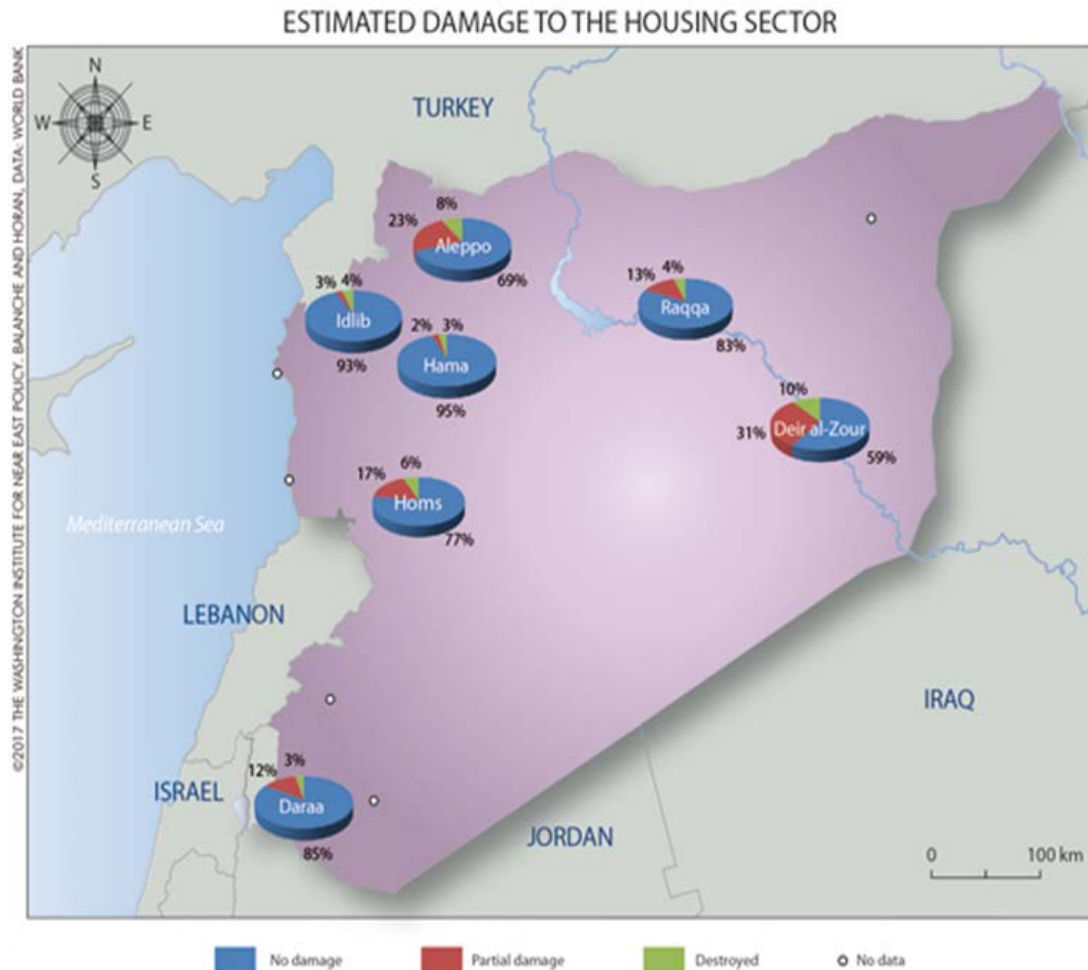 ESTIMATED DAMAGE TO THE HOUSING SECTOR
©2017 THE WASHINGTON INSTITUTE FOR NEAR EAST POLICY. BALANCHE AND HORAN, DATA: WORLD BANK
N
W
E
S
TURKEY
8%
23%
Aleppo
69%
3% 4%
Idlib
93%
2% 3%
Hama
95%
13% 4%
Raqqa
83%
10%
31%
Deir al-Zour
59%
17% 6%
Homs
77%
Mediterranean Sea
LEBANON
IRAQ
ISRAEL
12% 3%
Daraa
85%
JORDAN
0 100 km
No damage Partial damage Destroyed No data